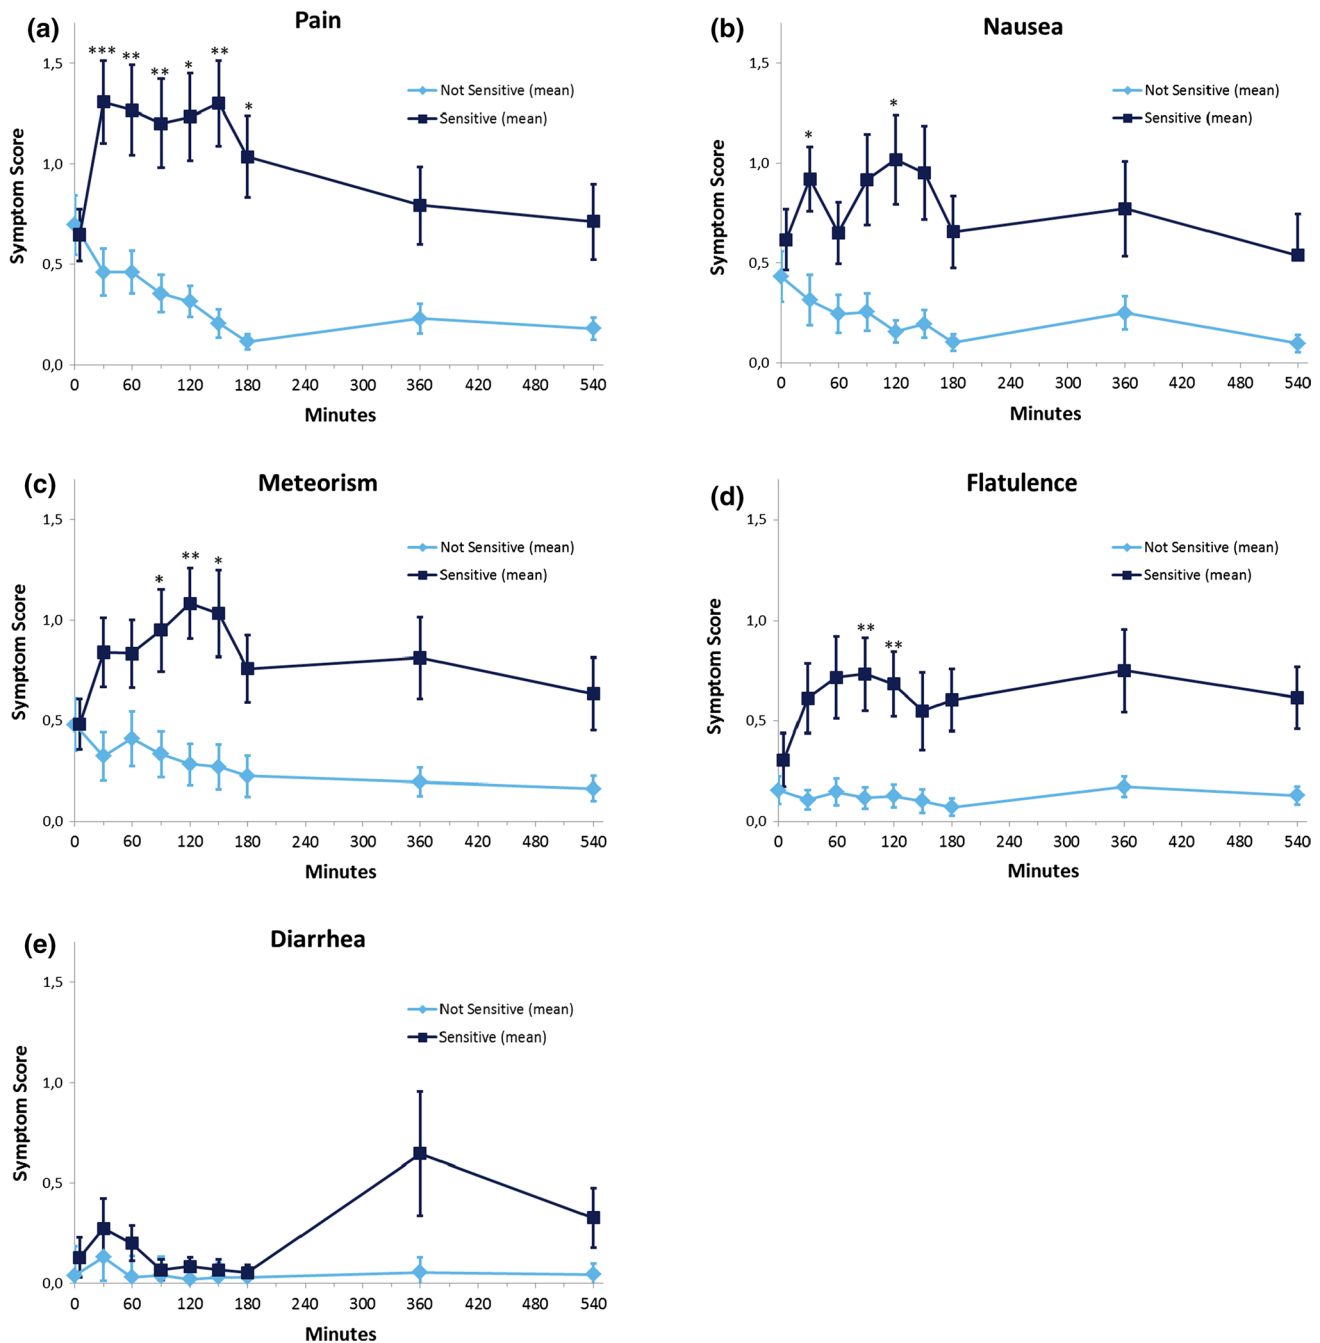 (a) Pain
*** ** ** * ** *
1,5
1,0
0,5
0,0
Symptom Score
Not Sensitive (mean)
Sensitive (mean)
0 60 120 180 240 300 360 420 480 540
Minutes
(b) Nausea
* *
1,5
1,0
0,5
0,0
Symptom Score
Not Sensitive (mean)
Sensitive (mean)
0 60 120 180 240 300 360 420 480 540
Minutes
(c) Meteorism
* ** *
1,5
1,0
0,5
0,0
Symptom Score
Not Sensitive (mean)
Sensitive (mean)
0 60 120 180 240 300 360 420 480 540
Minutes
(d) Flatulence
** **
1,5
1,0
0,5
0,0
Symptom Score
Not Sensitive (mean)
Sensitive (mean)
0 60 120 180 240 300 360 420 480 540
Minutes
(e) Diarrhea
1,5
1,0
0,5
0,0
Symptom Score
Not Sensitive (mean)
Sensitive (mean)
0 60 120 180 240 300 360 420 480 540
Minutes